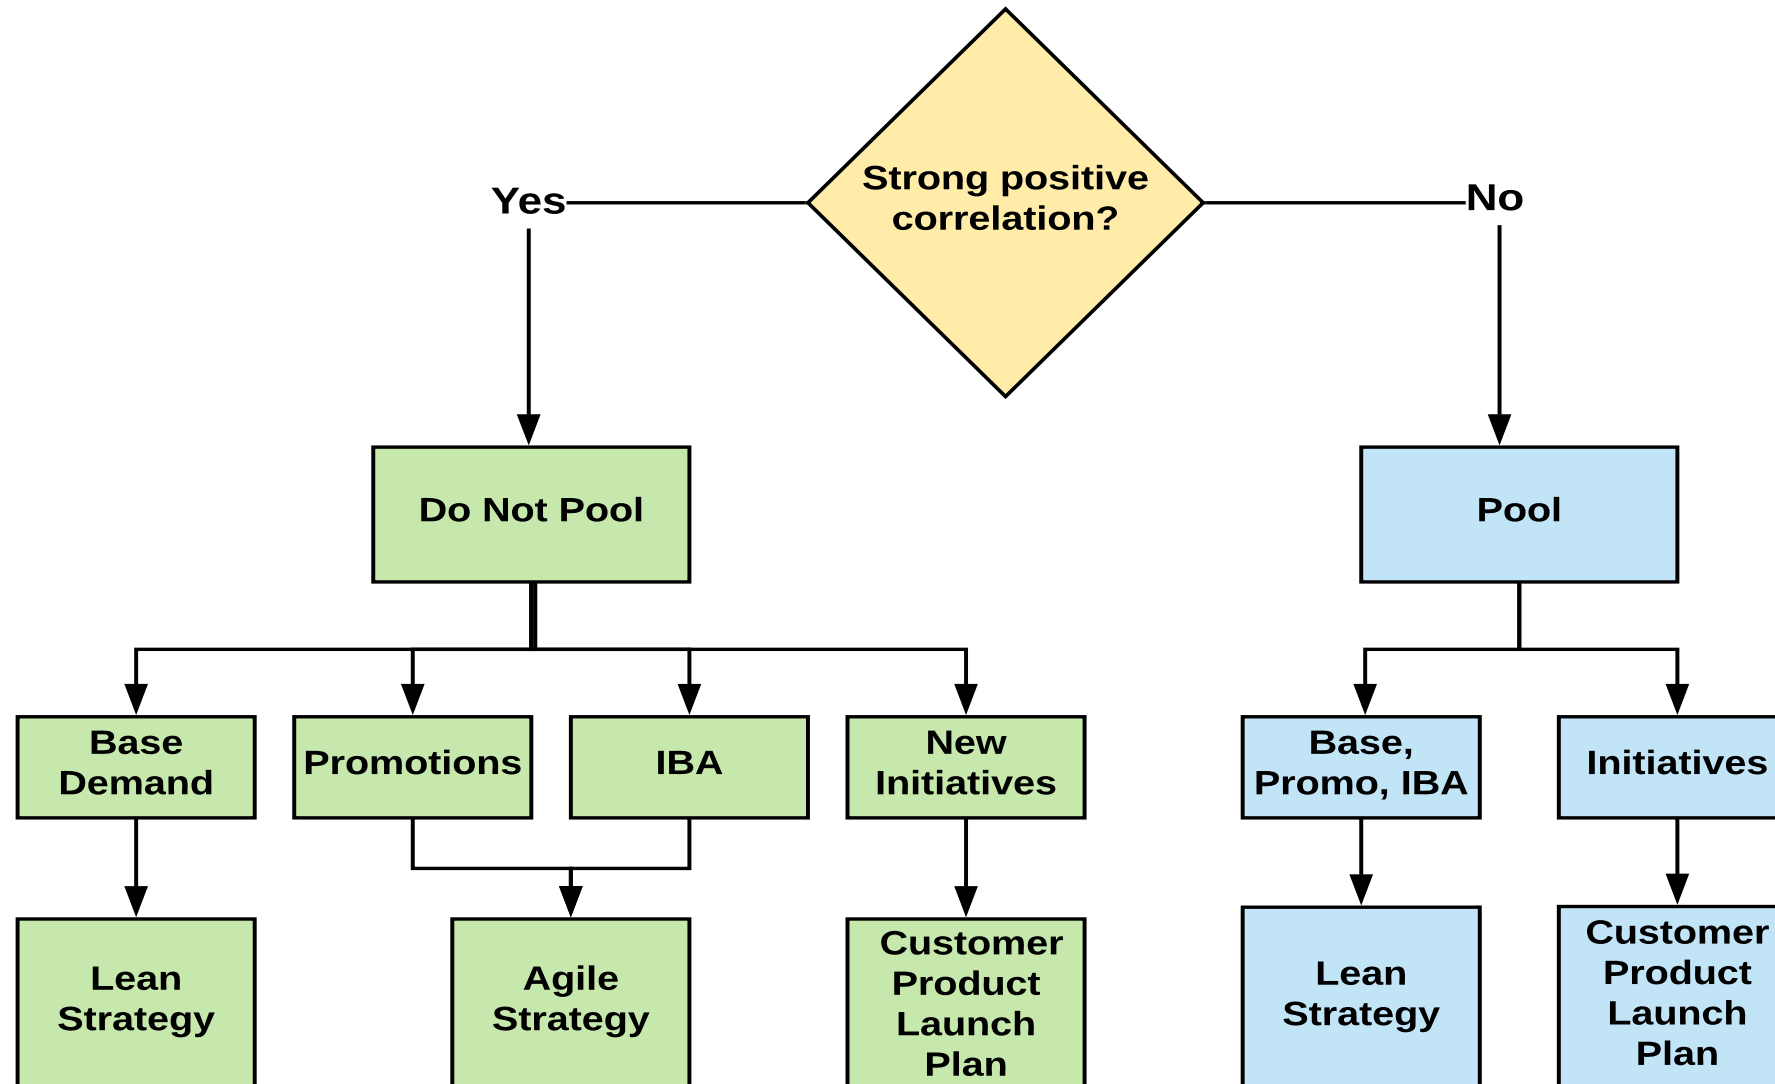 Strong positive
correlation?
Yes
No
Do Not Pool
Pool
Base
Demand
Promotions
IBA
New
Initiatives
Base,
Promo, IBA
Initiatives
Lean
Strategy
Agile
Strategy
Customer
Product
Launch
Plan
Lean
Strategy
Customer
Product
Launch
Plan